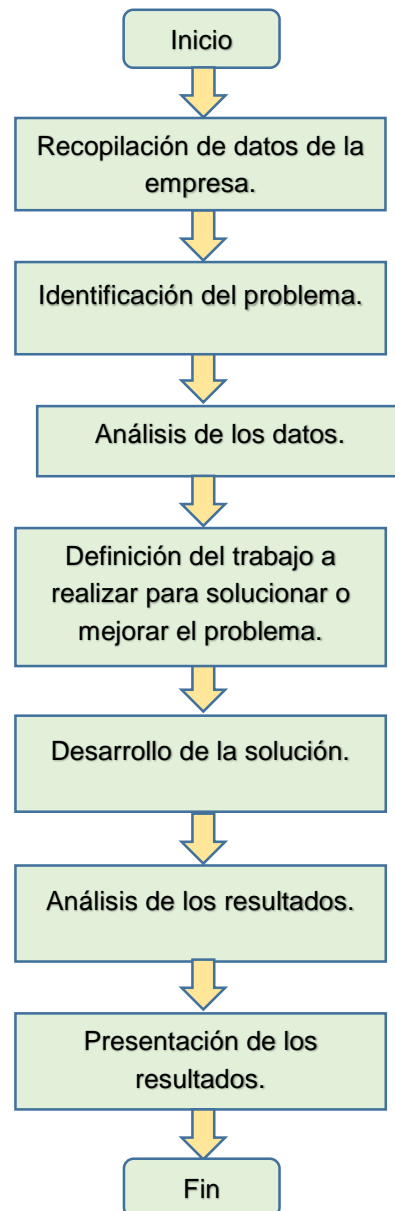 Inicio
Recopilación de datos de la
empresa.
Identificación del problema.
Análisis de los datos.
Definición del trabajo a
realizar para solucionar o
mejorar el problema.
Desarrollo de la solución.
Análisis de los resultados.
Presentación de los
resultados.
Fin